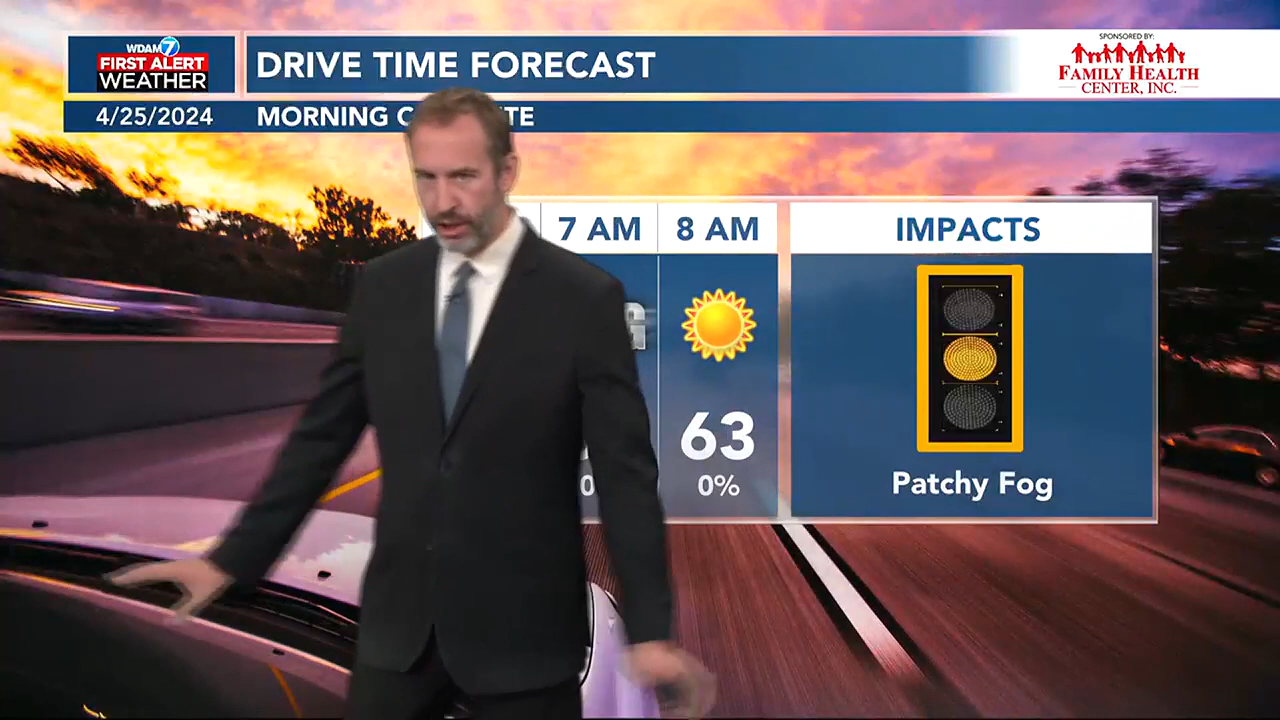 WDAM 7
FIRST ALERT
WEATHER
DRIVE TIME FORECAST
SPONSORED BY:
FAMILY HEALTH
CENTER, INC.
4/25/2024
MORNING
7 AM
8 AM
IMPACTS
63
0%
Patchy Fog